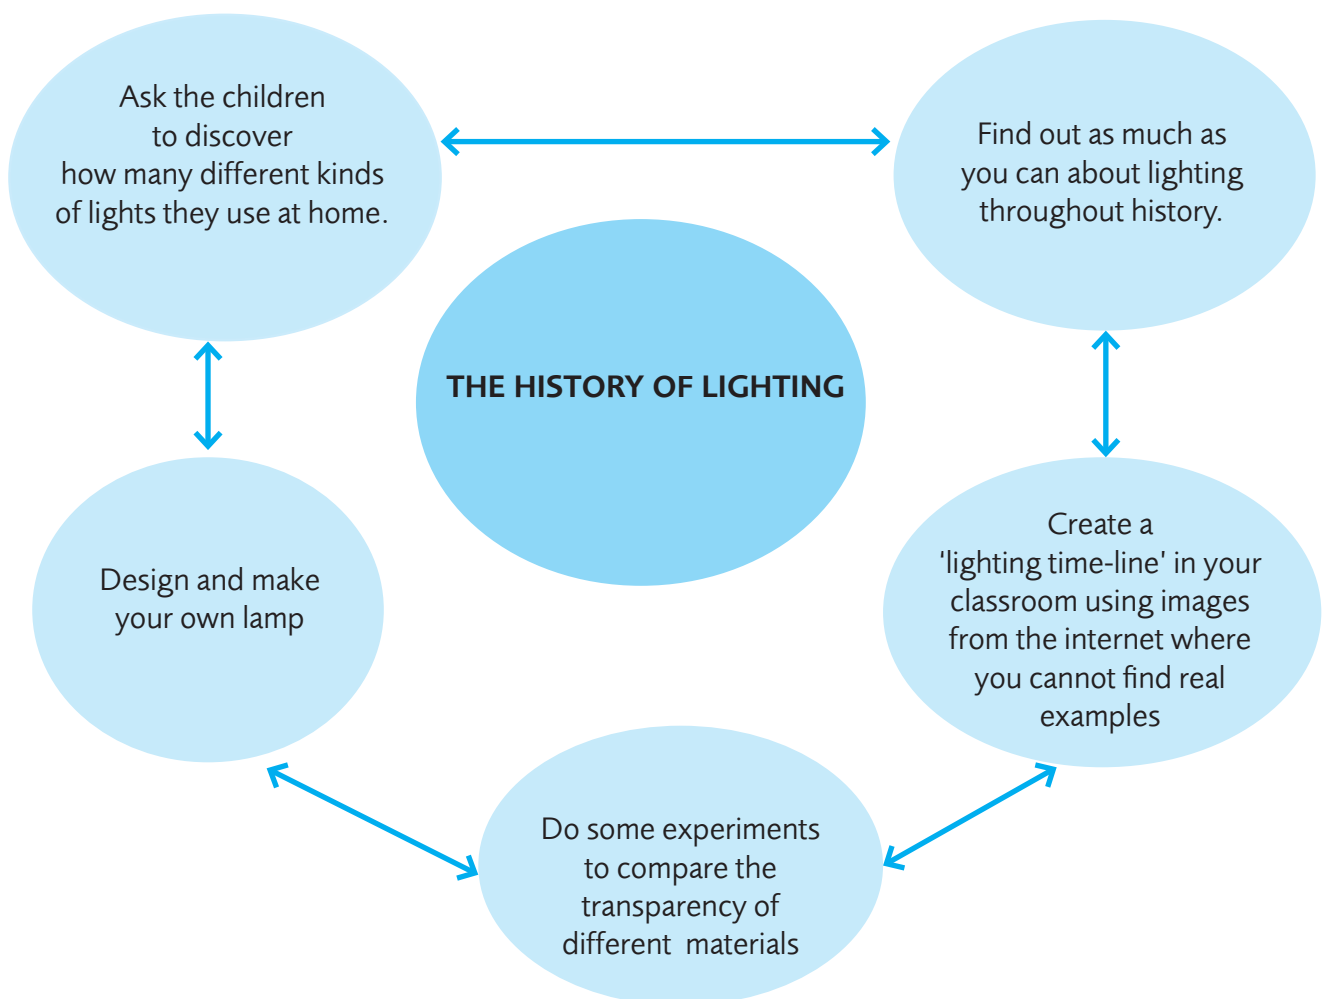 Ask the children
to discover
how many different kinds
of lights they use at home.
Find out as much as
you can about lighting
throughout history.
THE HISTORY OF LIGHTING
Design and make
your own lamp
Create a
'lighting time-line' in your
classroom using images
from the internet where
you cannot find real
examples
Do some experiments
to compare the
transparency of
different materials